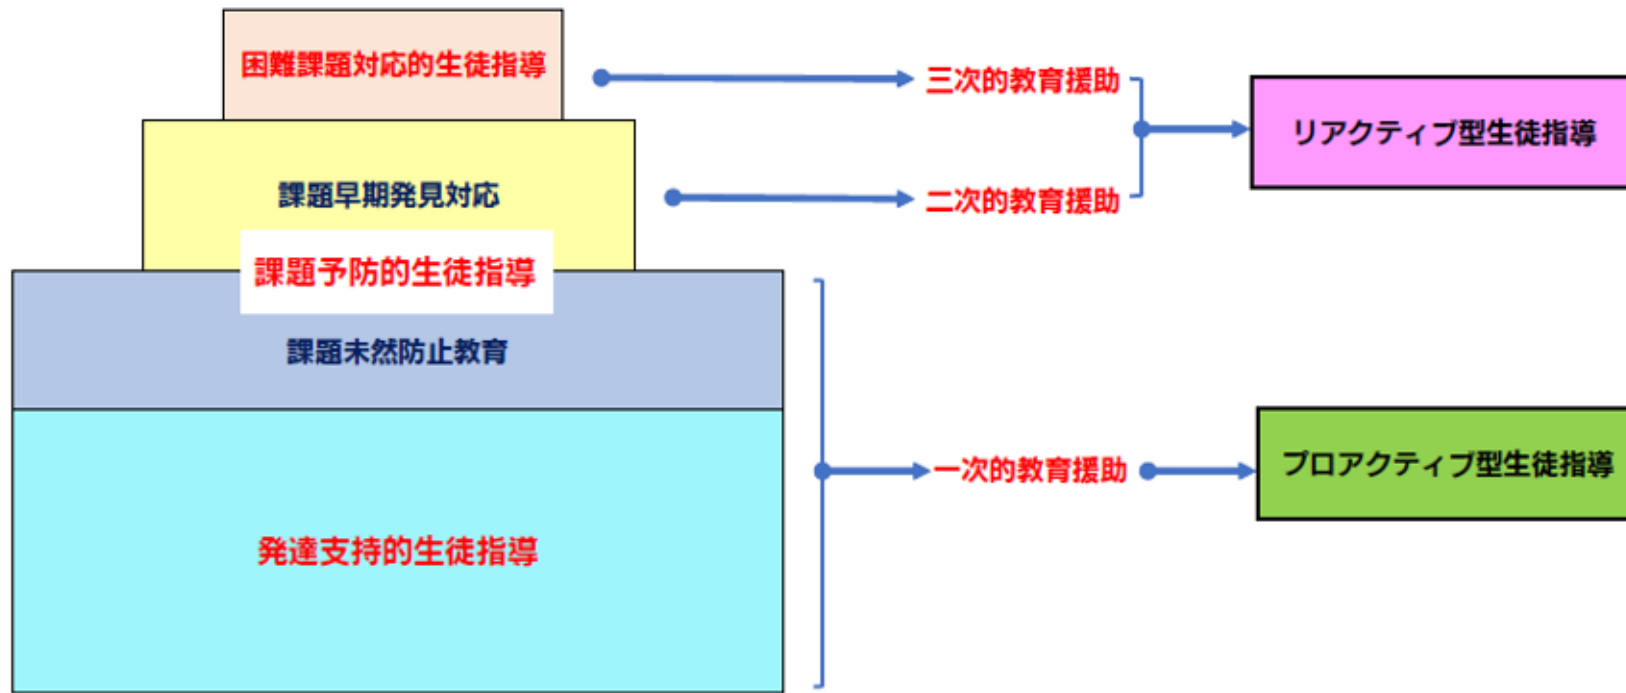 困難課題対応的生徒指導
三次的教育援助
リアクティブ型生徒指導
課題早期発見対応
二次的教育援助
課題予防的生徒指導
課題未然防止教育
一次的教育援助
プロアクティブ型生徒指導
発達支持的生徒指導